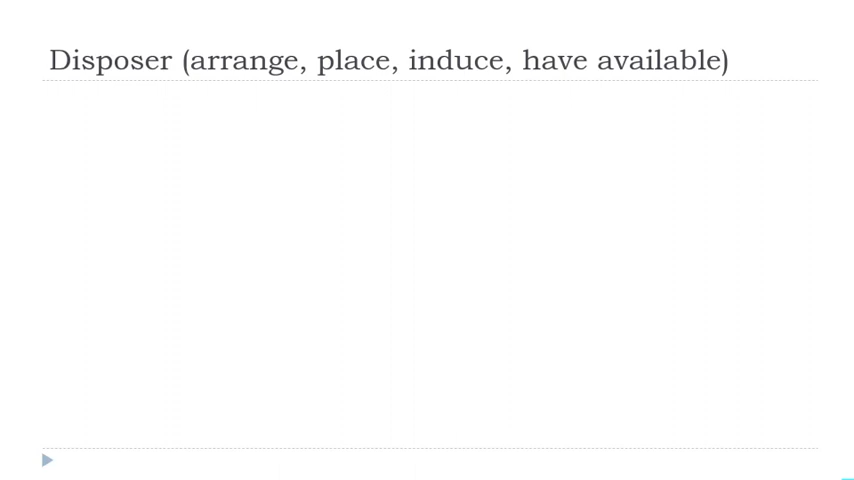 Disposer (arrange, place, induce, have available)